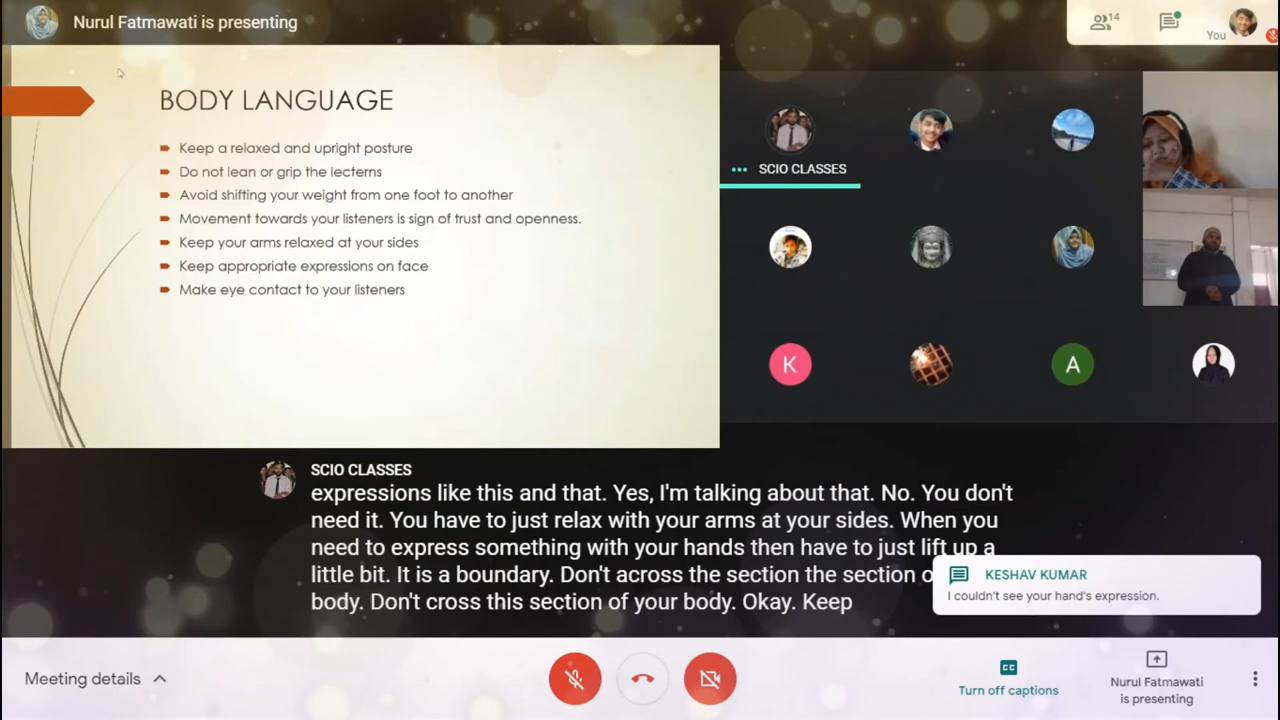 Nurul Fatmawati is presenting
14
You
BODY LANGUAGE
Keep a relaxed and upright posture
Do not lean or grip the lecterns
Avoid shifting your weight from one foot to another
Movement towards your listeners is sign of trust and openness.
Keep your arms relaxed at your sides
Keep appropriate expressions on face
Make eye contact to your listeners
SCIO CLASSES
K
A
SCIO CLASSES
expressions like this and that. Yes, I'm talking about that. No. You don't
need it. You have to just relax with your arms at your sides. When you
need to express something with your hands then have to just lift up a
little bit. It is a boundary. Don't across the section the section o
body. Don't cross this section of your body. Okay. Keep
KESHAV KUMAR
I couldn't see your hand's expression.
Meeting details
CC
Turn off captions
Nurul Fatmawati
is presenting